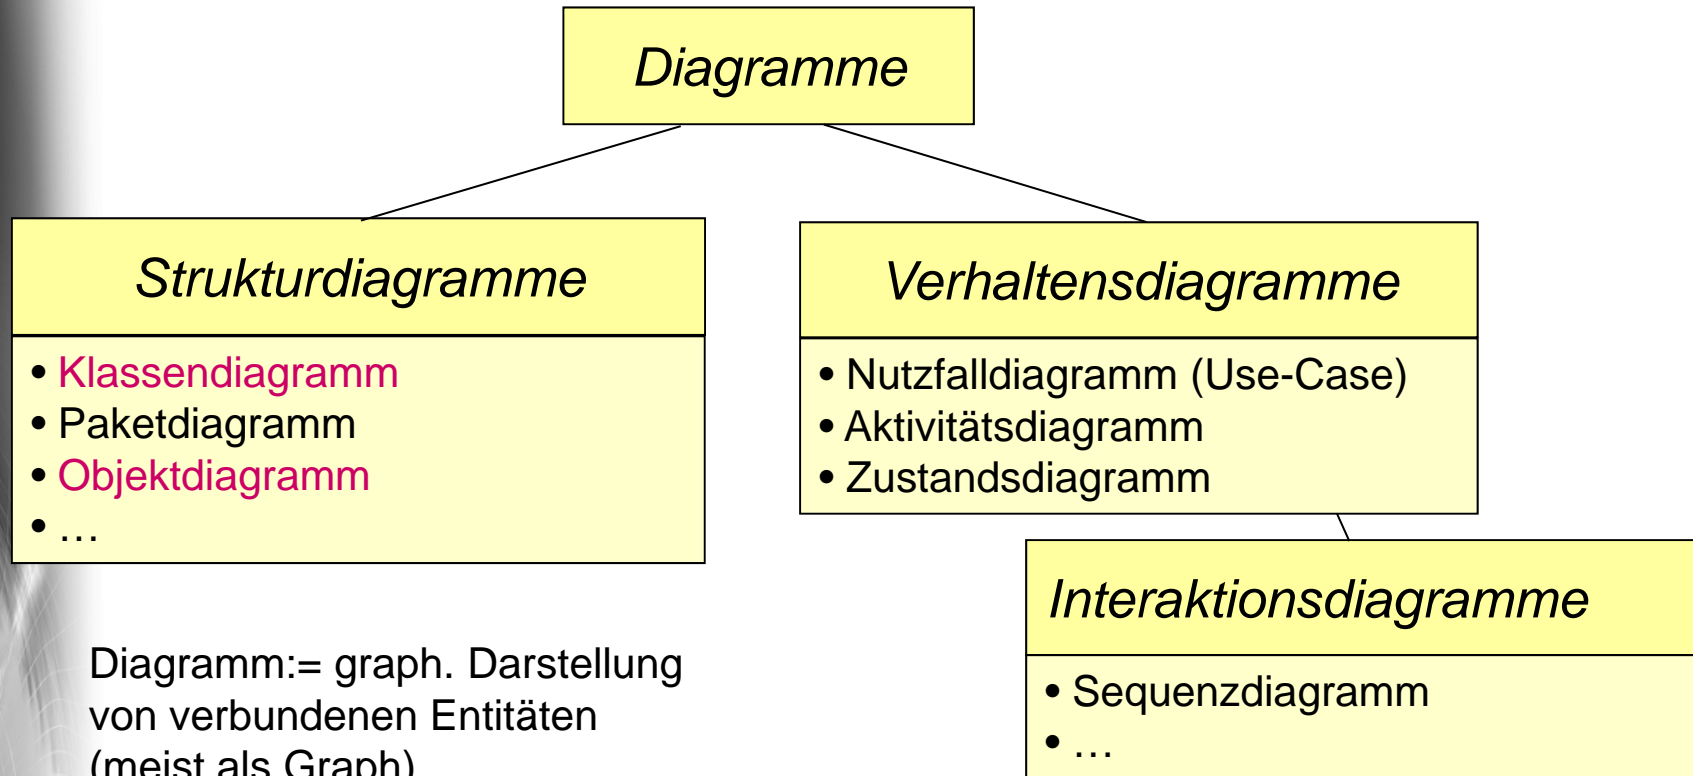 Diagramme
Strukturdiagramme
• Klassendiagramm
• Paketdiagramm
• Objektdiagramm
• …
Verhaltensdiagramme
• Nutzfalldiagramm (Use-Case)
• Aktivitätsdiagramm
• Zustandsdiagramm
Interaktionsdiagramme
• Sequenzdiagramm
• …
Diagramm:= graph. Darstellung
von verbundenen Entitäten
(meist als Graph)